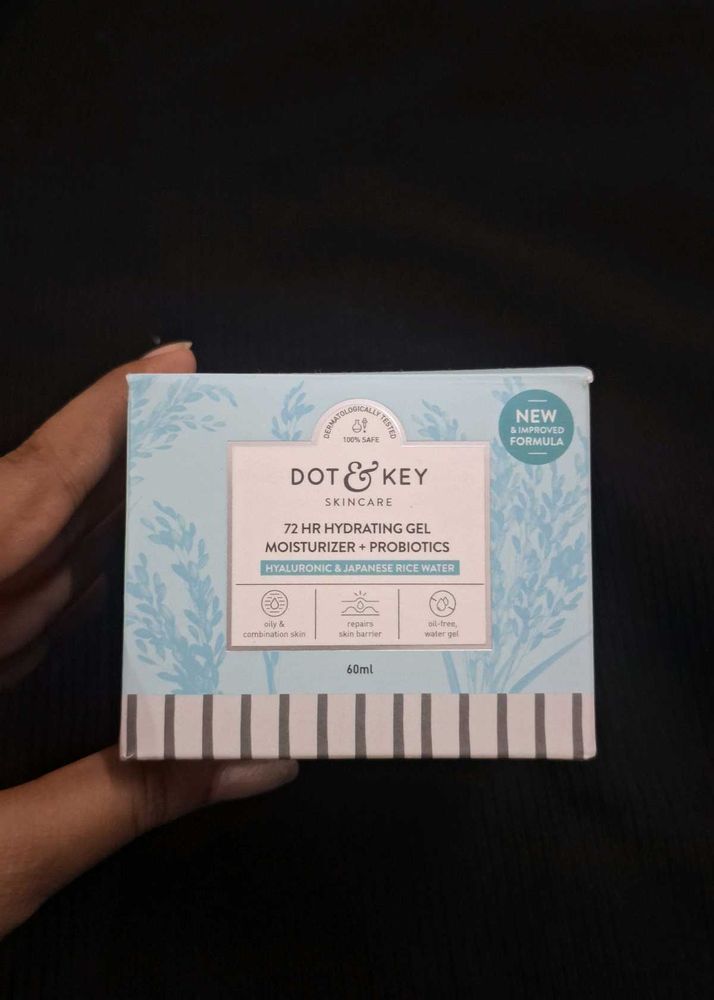 DERMATOLOGICALLY TESTED
100% SAFE
NEW
& IMPROVED
FORMULA
DOT & KEY
SKINCARE
72 HR HYDRATING GEL
MOISTURIZER + PROBIOTICS
HYALURONIC & JAPANESE RICE WATER
oily &
combination skin
repairs
skin barrier
oil-free,
water gel
60ml